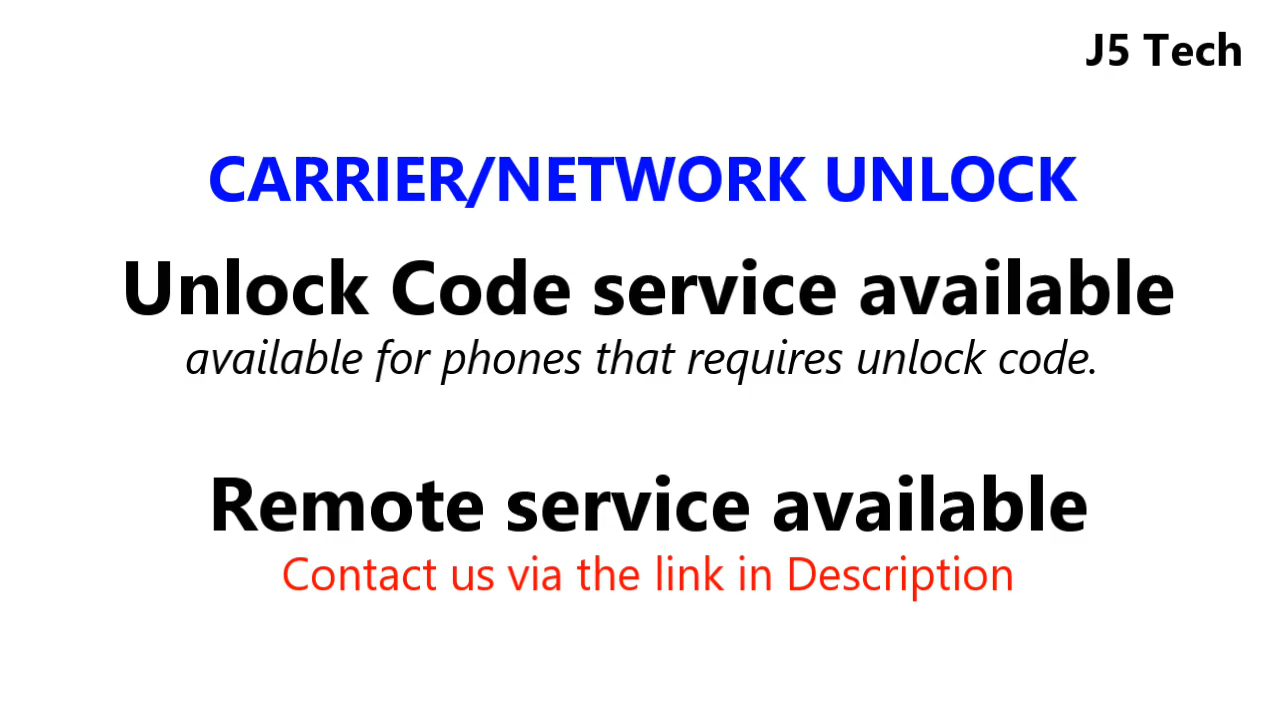 J5 Tech
CARRIER/NETWORK UNLOCK
Unlock Code service available
available for phones that requires unlock code.
Remote service available
Contact us via the link in Description